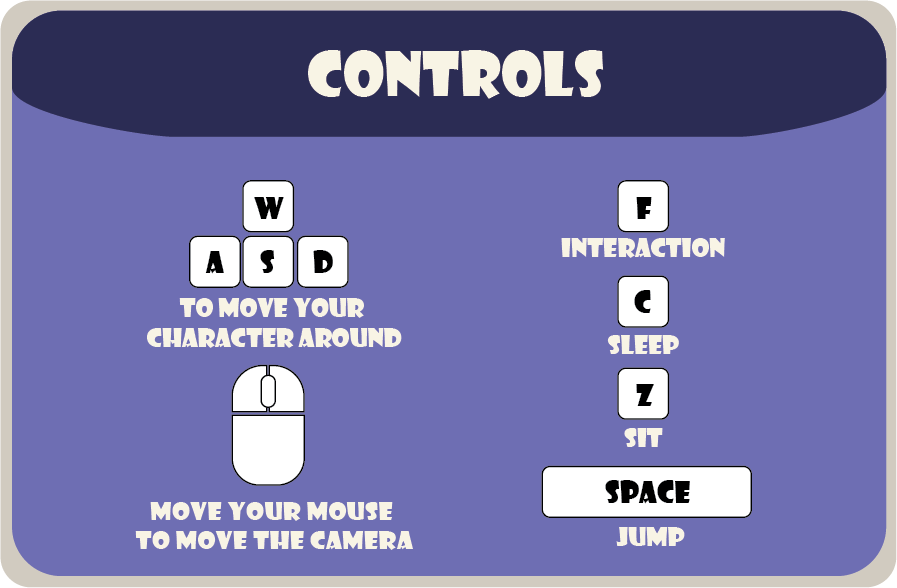 CONTROLS
W
A S D
TO MOVE YOUR
CHARACTER AROUND
MOVE YOUR MOUSE
TO MOVE THE CAMERA
F
INTERACTION
C
SLEEP
Z
SIT
SPACE
JUMP